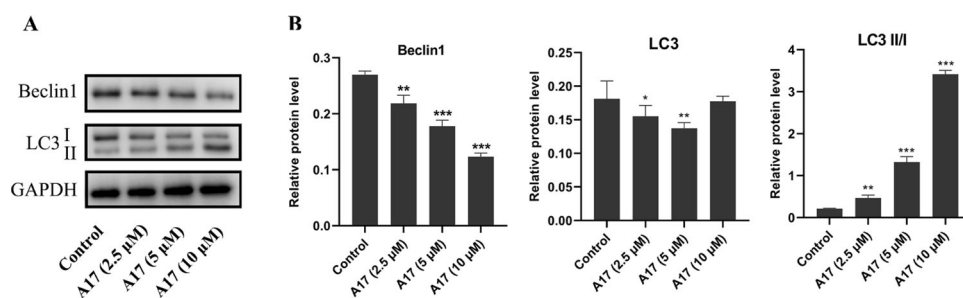 A
Beclin1
LC3
I
II
GAPDH
Control
A17 (2.5 µM)
A17 (5 µM)
A17 (10 µM)
B
Beclin1
Relative protein level
0.3
0.2
0.1
0.0
**
***
***
Control
A17 (2.5 µM)
A17 (5 µM)
A17 (10 µM)
LC3
Relative protein level
0.25
0.20
0.15
0.10
0.05
0.00
*
**
Control
A17 (2.5 µM)
A17 (5 µM)
A17 (10 µM)
LC3 II/I
Relative protein level
4
3
2
1
0
**
***
***
Control
A17 (2.5 µM)
A17 (5 µM)
A17 (10 µM)